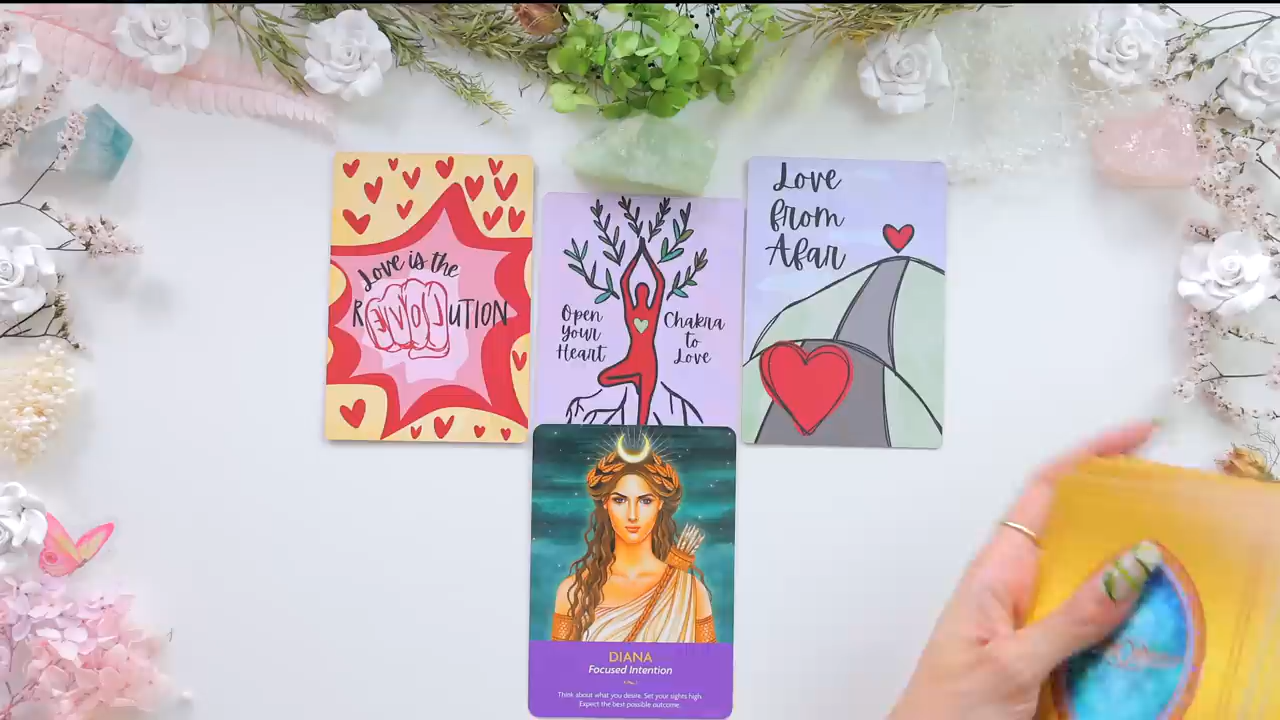 Love is the
RLOVEUTION
Open
Your
Heart
Chakra
to
Love
Love
from
Afar
DIANA
Focused Intention
Think about what you desire. Set your sights high.
Expect the best possible outcome.